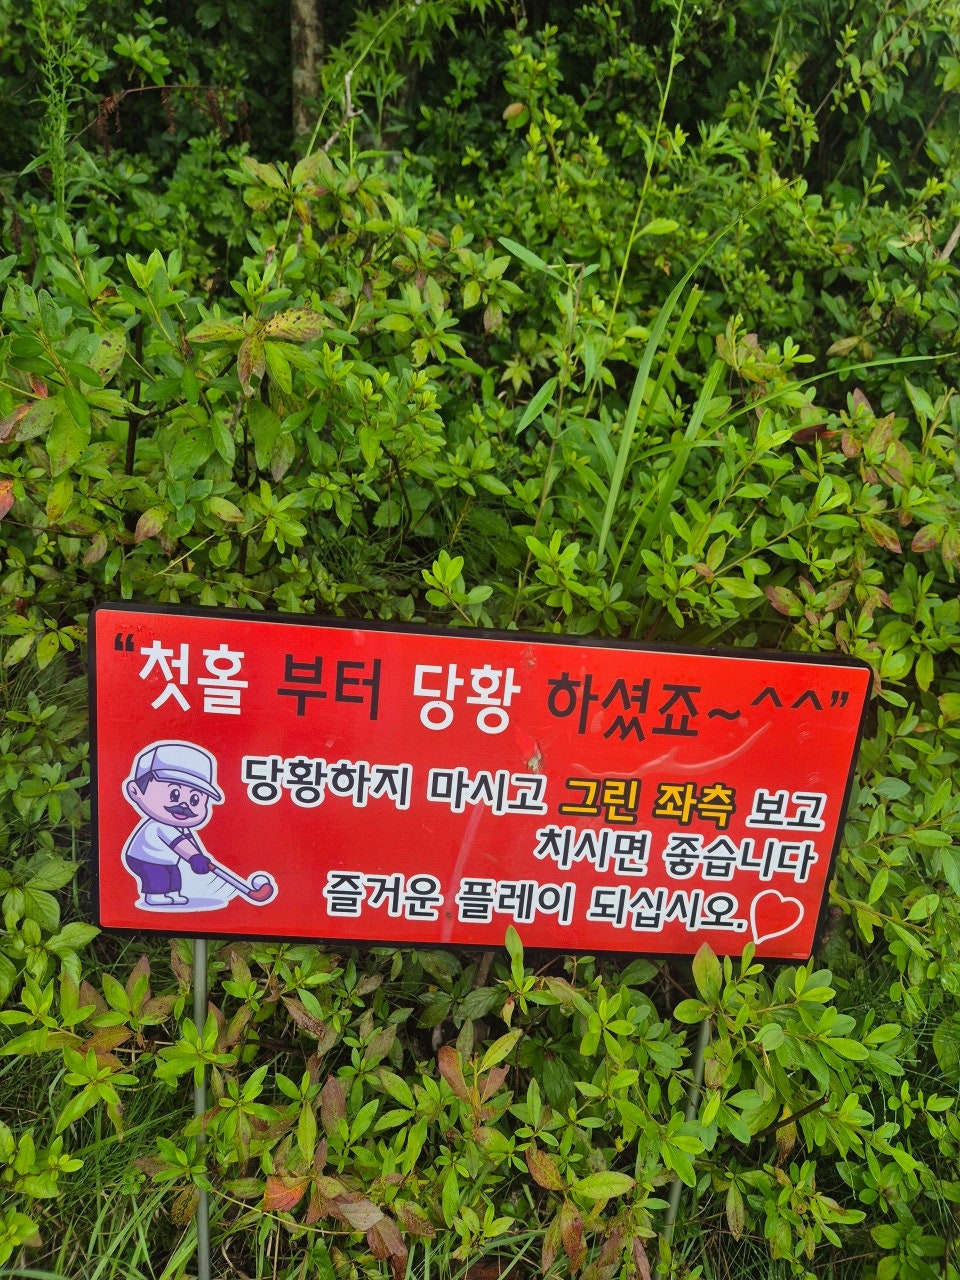 “첫홀 부터 당황 하셨죠~^^”
당황하지 마시고 그린 좌측 보고
치시면 좋습니다
즐거운 플레이 되십시오.♡